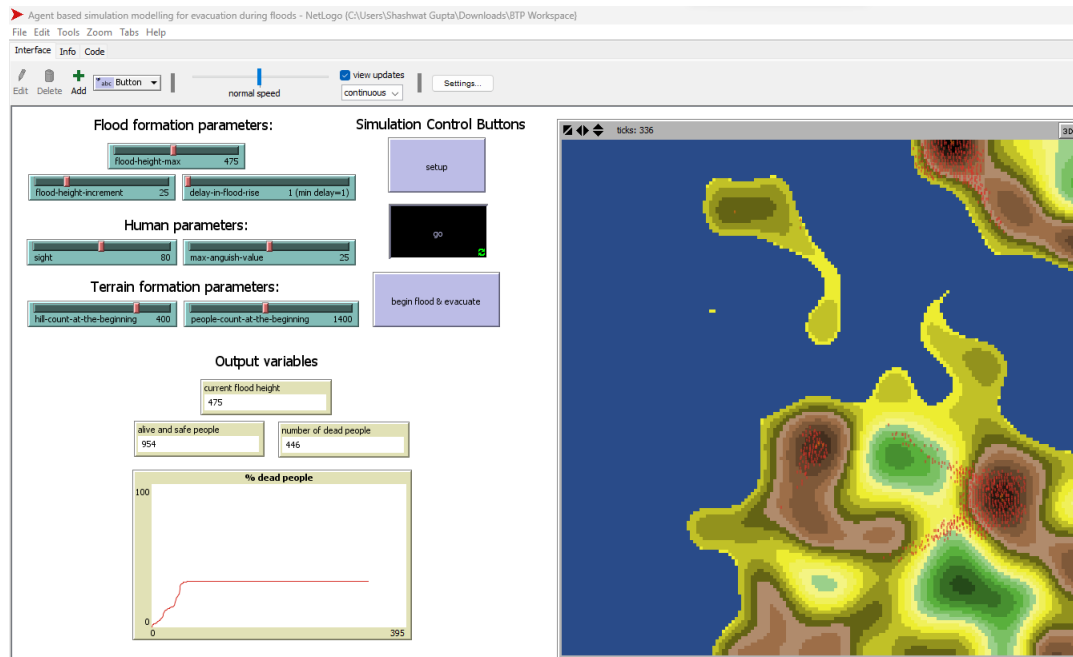 Agent based simulation modelling for evacuation during floods - NetLogo {C:\Users\Shashwat Gupta\Downloads\BTP Workspace}
File Edit Tools Zoom Tabs Help
Interface Info Code
Edit Delete Add abc Button normal speed view updates continuous Settings...
Flood formation parameters:
flood-height-max 475
flood-height-increment 25 delay-in-flood-rise 1 (min delay=1)
Human parameters:
sight 80 max-anguish-value 25
Terrain formation parameters:
hill-count-at-the-beginning 400 people-count-at-the-beginning 1400
Simulation Control Buttons
setup
go
begin flood & evacuate
Output variables
current flood height
475
alive and safe people number of dead people
954 446
% dead people
100
0
0 395
ticks: 336 3D